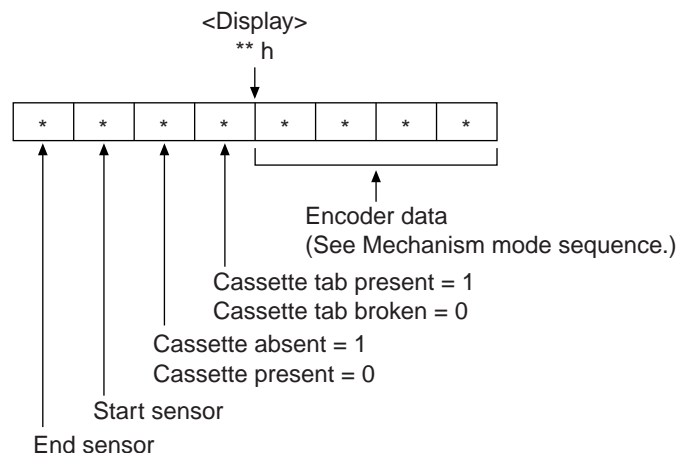 <Display>
** h
* * * * * * * *
Encoder data
(See Mechanism mode sequence.)
Cassette tab present = 1
Cassette tab broken = 0
Cassette absent = 1
Cassette present = 0
Start sensor
End sensor